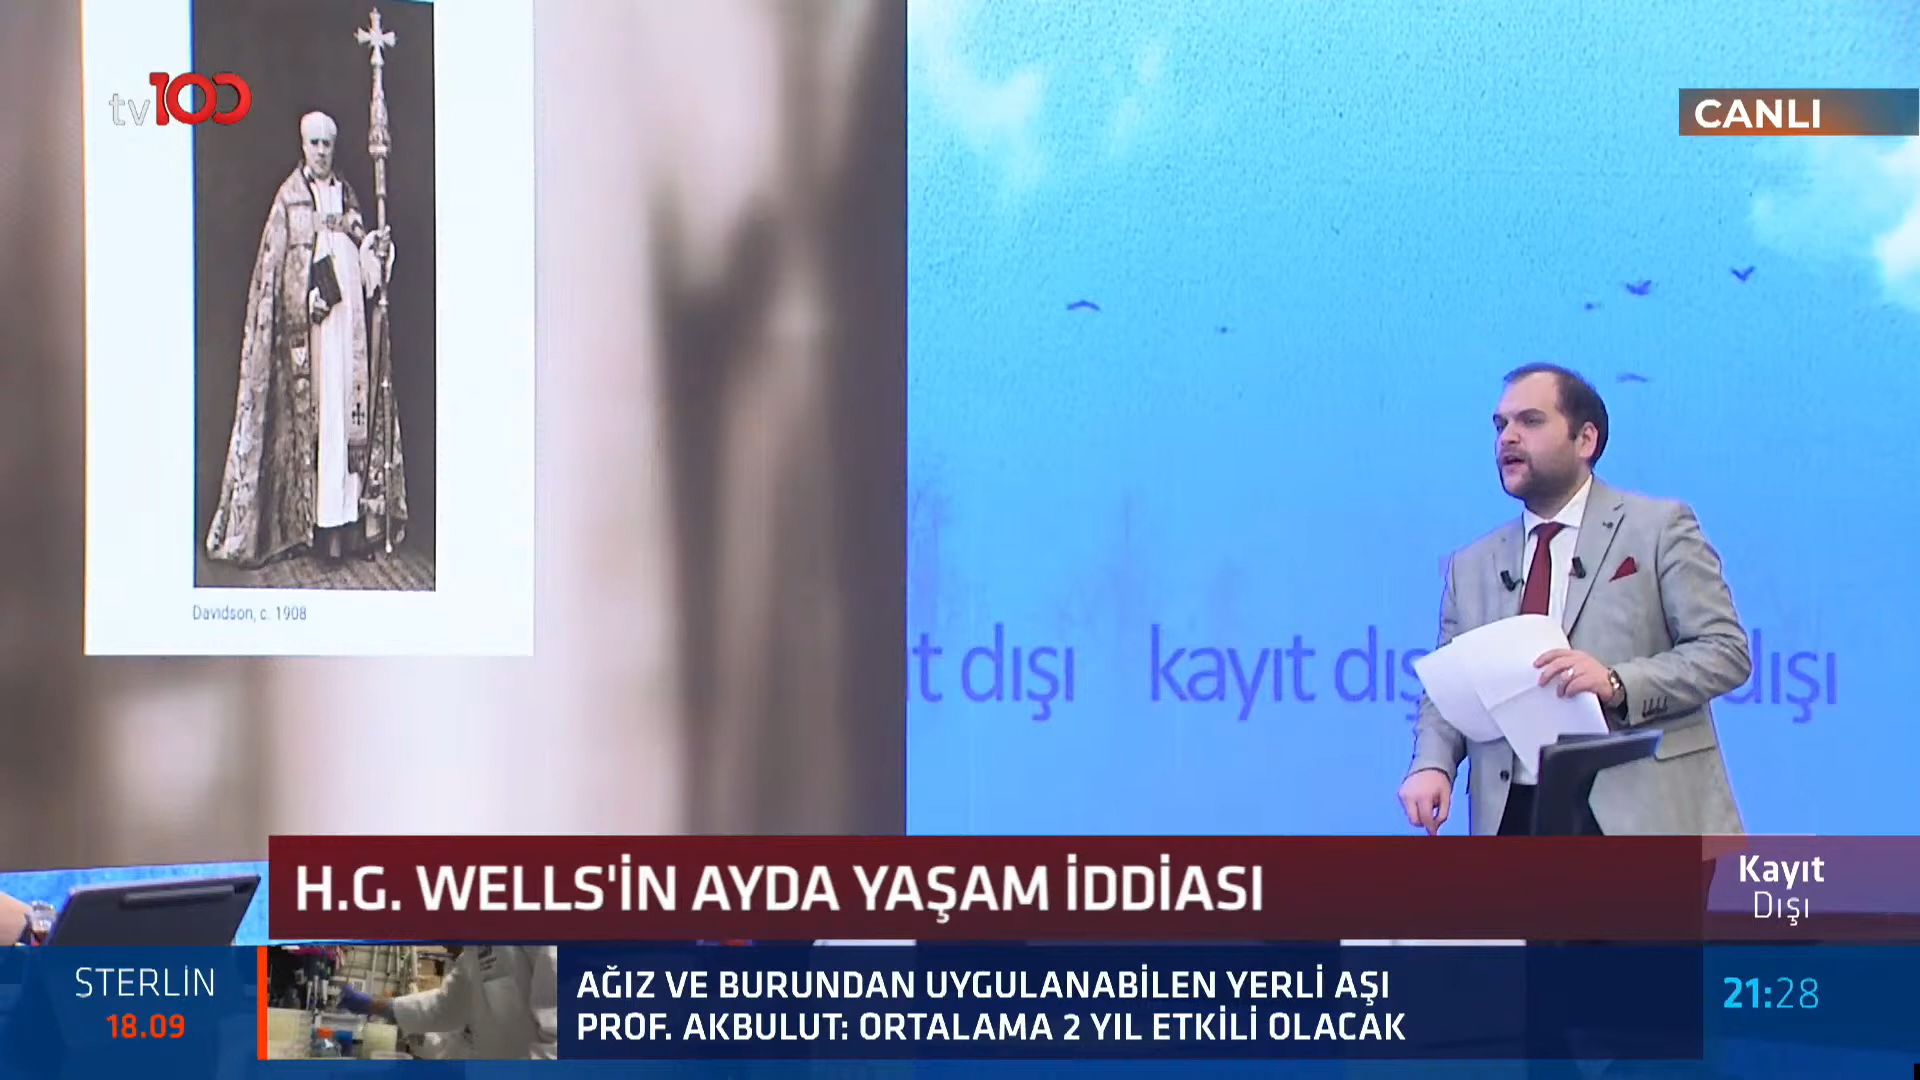 tv100
CANLI
Davidson, c. 1908
t dışı kayıt dış dışı
H.G. WELLS'İN AYDA YAŞAM İDDİASI
Kayıt
Dışı
STERLİN
18.09
AĞIZ VE BURUNDAN UYGULANABİLEN YERLİ AŞI
PROF. AKBULUT: ORTALAMA 2 YIL ETKİLİ OLACAK
21:28